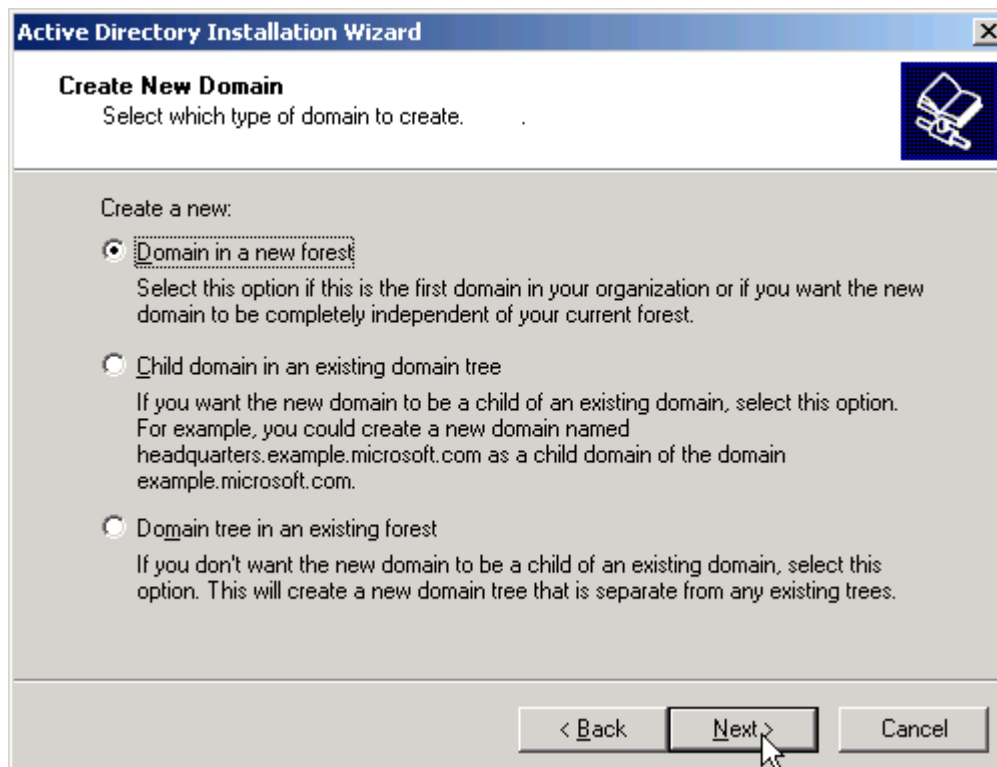 Active Directory Installation Wizard
Create New Domain
Select which type of domain to create. .
Create a new:
Domain in a new forest
Select this option if this is the first domain in your organization or if you want the new
domain to be completely independent of your current forest.
Child domain in an existing domain tree
If you want the new domain to be a child of an existing domain, select this option.
For example, you could create a new domain named
headquarters.example.microsoft.com as a child domain of the domain
example.microsoft.com.
Domain tree in an existing forest
If you don't want the new domain to be a child of an existing domain, select this
option. This will create a new domain tree that is separate from any existing trees.
< Back Next > Cancel